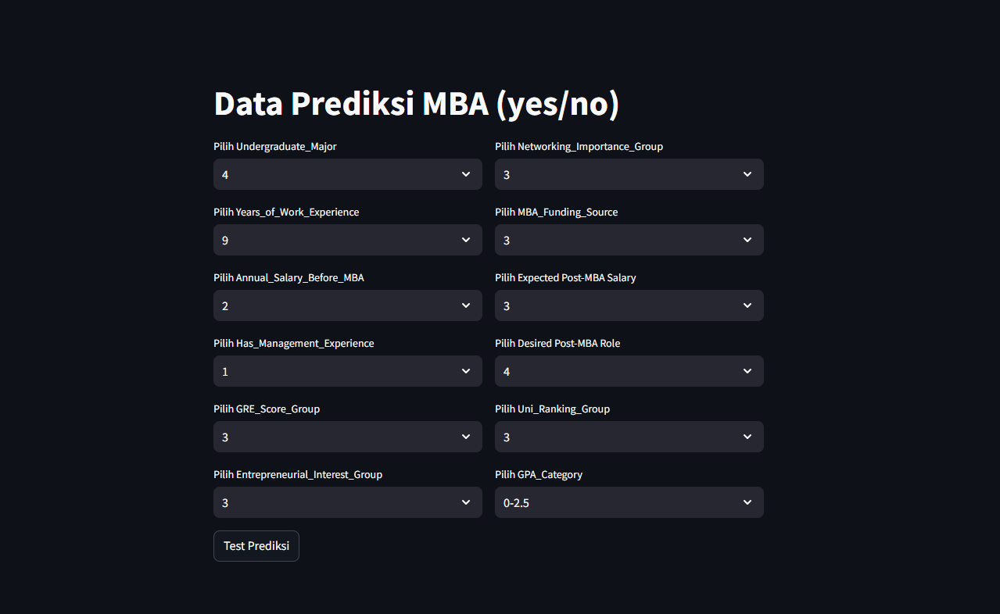 Data Prediksi MBA (yes/no)
Pilih Undergraduate_Major
4
Pilih Years_of_Work_Experience
9
Pilih Annual_Salary_Before_MBA
2
Pilih Has_Management_Experience
1
Pilih GRE_Score_Group
3
Pilih Entrepreneurial_Interest_Group
3
Pilih Networking_Importance_Group
3
Pilih MBA_Funding_Source
3
Pilih Expected Post-MBA Salary
3
Pilih Desired Post-MBA Role
4
Pilih Uni_Ranking_Group
3
Pilih GPA_Category
0-2.5
Test Prediksi